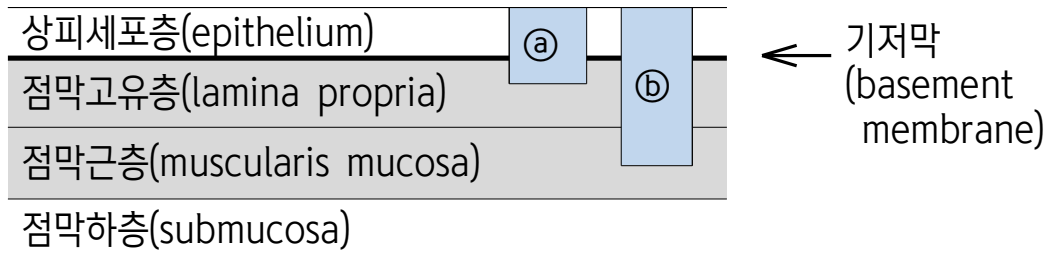 상피세포층(epithelium)
ⓐ
ⓑ
기저막
(basement
membrane)
점막고유층(lamina propria)
점막근층(muscularis mucosa)
점막하층(submucosa)